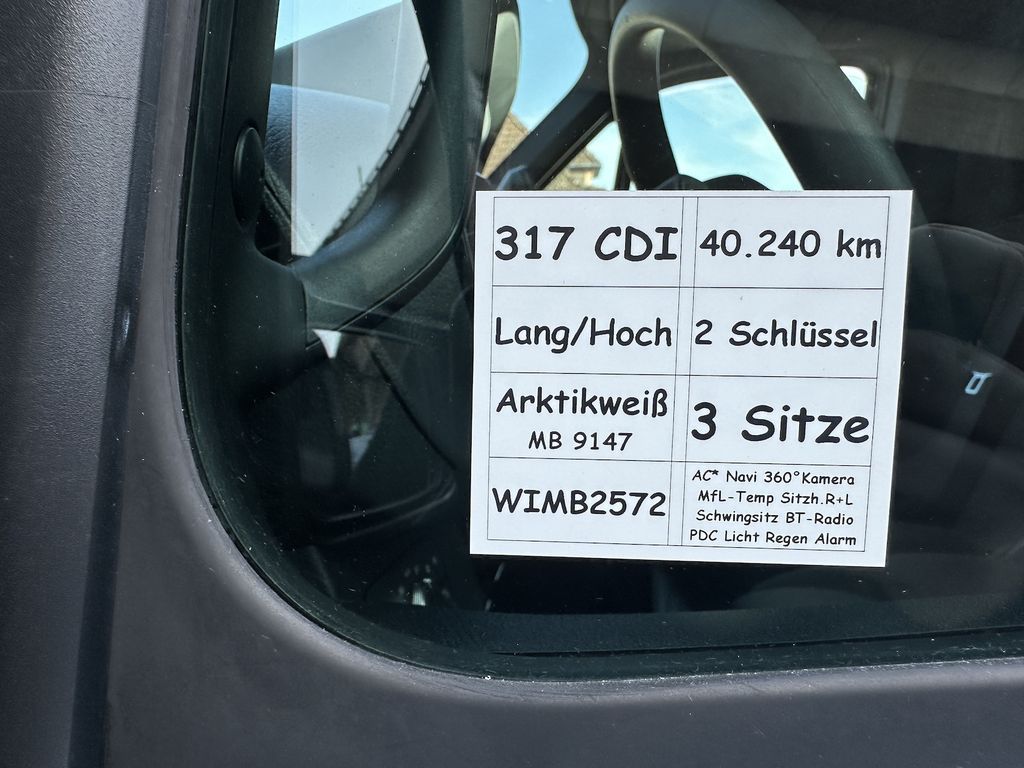 317 CDI
40.240 km
Lang/Hoch
2 Schlüssel
Arktikweiß
MB 9147
3 Sitze
WIMB2572
AC* Navi 360°Kamera
MfL-Temp Sitzh.R+L
Schwingsitz BT-Radio
PDC Licht Regen Alarm